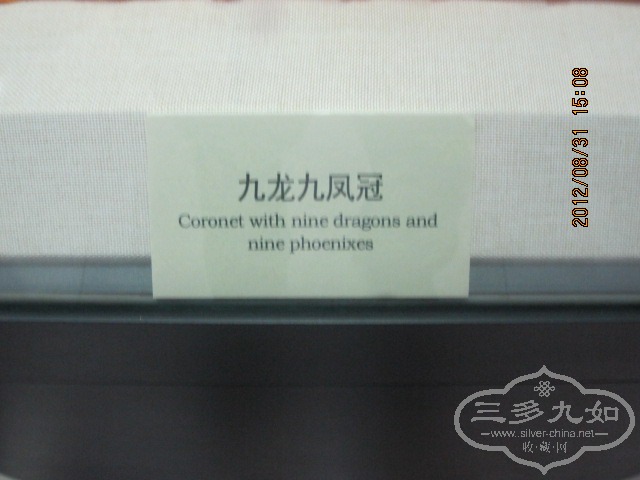 九龙九凤冠
Coronet with nine dragons and
nine phoenixes
2012/08/31 15:08
三多九如
www.silver-china.net
收·藏·网